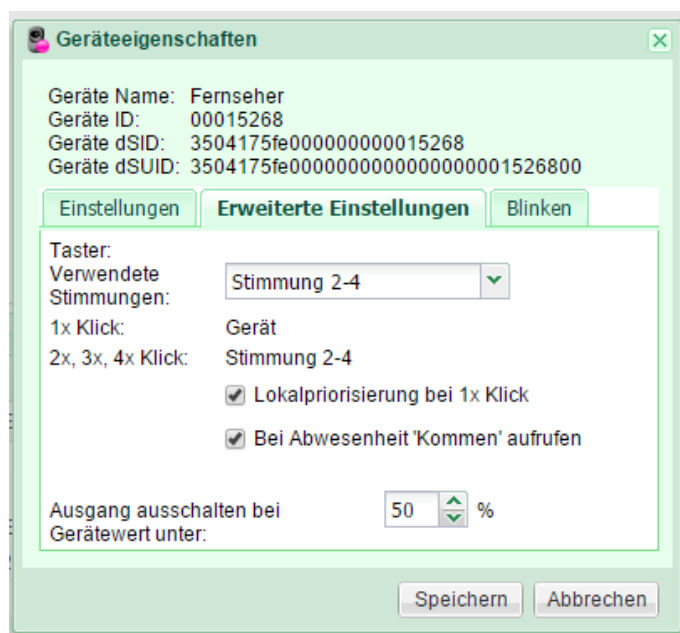 Geräteeigenschaften
Geräte Name: Fernseher
Geräte ID: 00015268
Geräte dSID: 3504175fe000000000015268
Geräte dSUID: 3504175fe0000000000000000001526800
Einstellungen Erweiterte Einstellungen Blinken
Taster:
Verwendete
Stimmungen: Stimmung 2-4
1x Klick: Gerät
2x, 3x, 4x Klick: Stimmung 2-4
Lokalpriorisierung bei 1x Klick
Bei Abwesenheit 'Kommen' aufrufen
Ausgang ausschalten bei
Gerätewert unter: 50 %
Speichern Abbrechen